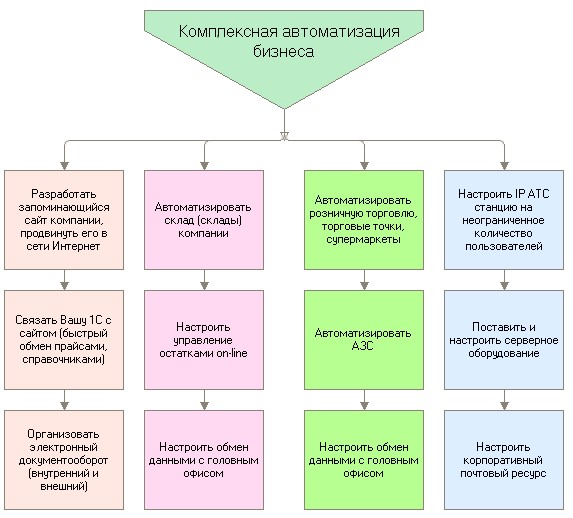 Комплексная автоматизация
бизнеса
Разработать
запоминающийся
сайт компании,
продвинуть его в
сети Интернет
Связать Вашу 1С с
сайтом (быстрый
обмен прайсами,
справочниками)
Организовать
электронный
документооборот
(внутренний и
внешний)
Автоматизировать
склад (склады)
компании
Настроить
управление
остатками on-line
Настроить обмен
данными с головным
офисом
Автоматизировать
розничную торговлю,
торговые точки,
супермаркеты
Автоматизировать
АЗС
Настроить обмен
данными с головным
офисом
Настроить IP АТС
станцию на
неограниченное
количество
пользователей
Поставить и
настроить серверное
оборудование
Настроить
корпоративный
почтовый ресурс